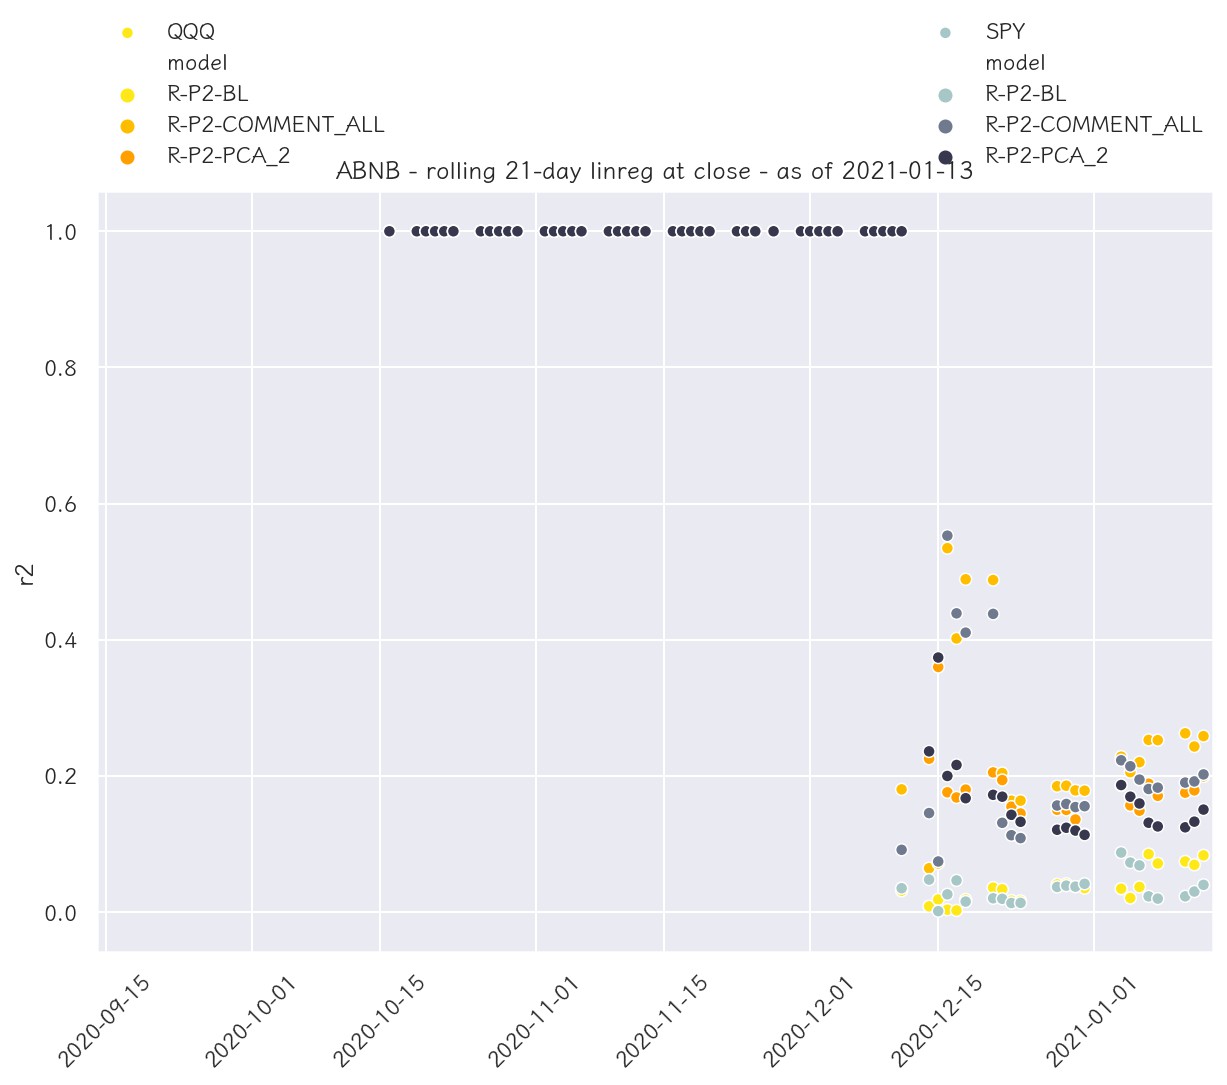 QQQ
model
R-P2-BL
R-P2-COMMENT_ALL
R-P2-PCA_2
SPY
model
R-P2-BL
R-P2-COMMENT_ALL
R-P2-PCA_2
ABNB - rolling 21-day linreg at close - as of 2021-01-13
1.0
0.8
0.6
0.4
0.2
0.0
r2
2020-09-15
2020-10-01
2020-10-15
2020-11-01
2020-11-15
2020-12-01
2020-12-15
2021-01-01